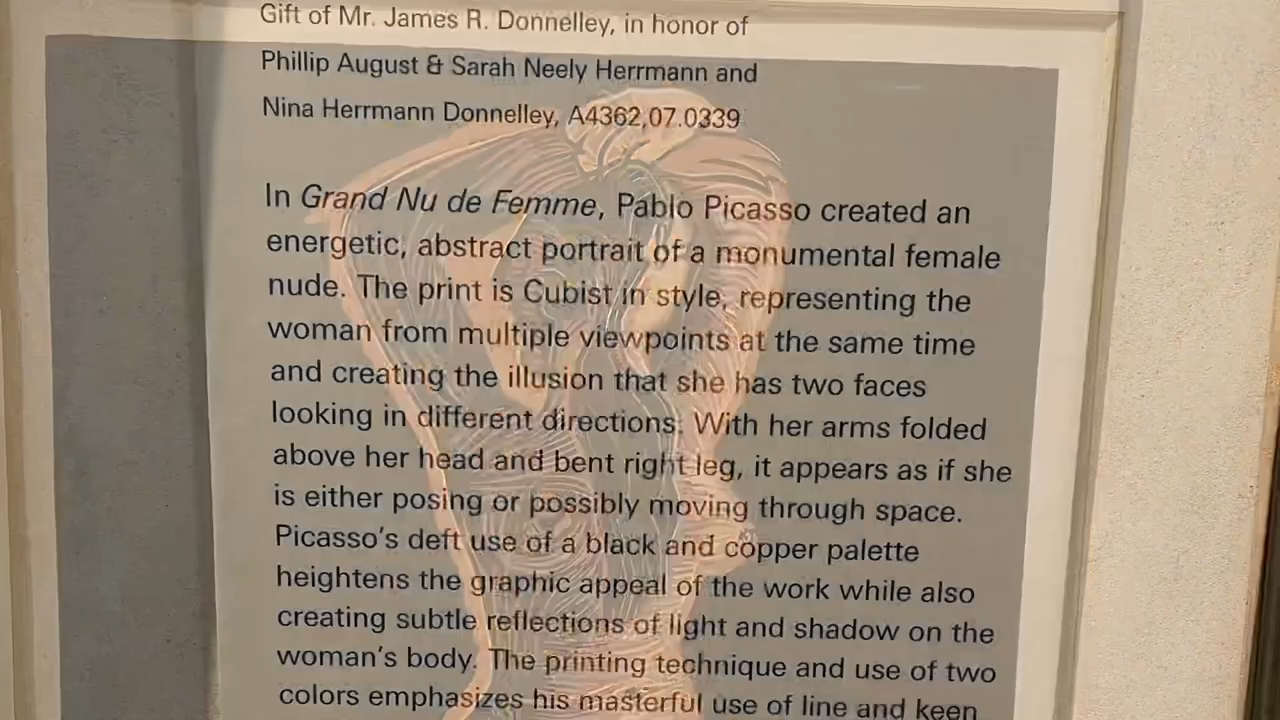 Gift of Mr. James R. Donnelley, in honor of
Phillip August & Sarah Neely Herrmann and
Nina Herrmann Donnelley, A4362,07.0339
In Grand Nu de Femme, Pablo Picasso created an
energetic, abstract portrait of a monumental female
nude. The print is Cubist in style, representing the
woman from multiple viewpoints at the same time
and creating the illusion that she has two faces
looking in different directions. With her arms folded
above her head and bent right leg, it appears as if she
is either posing or possibly moving through space.
Picasso's deft use of a black and copper palette
heightens the graphic appeal of the work while also
creating subtle reflections of light and shadow on the
woman's body. The printing technique and use of two
colors emphasizes his masterful use of line and keen